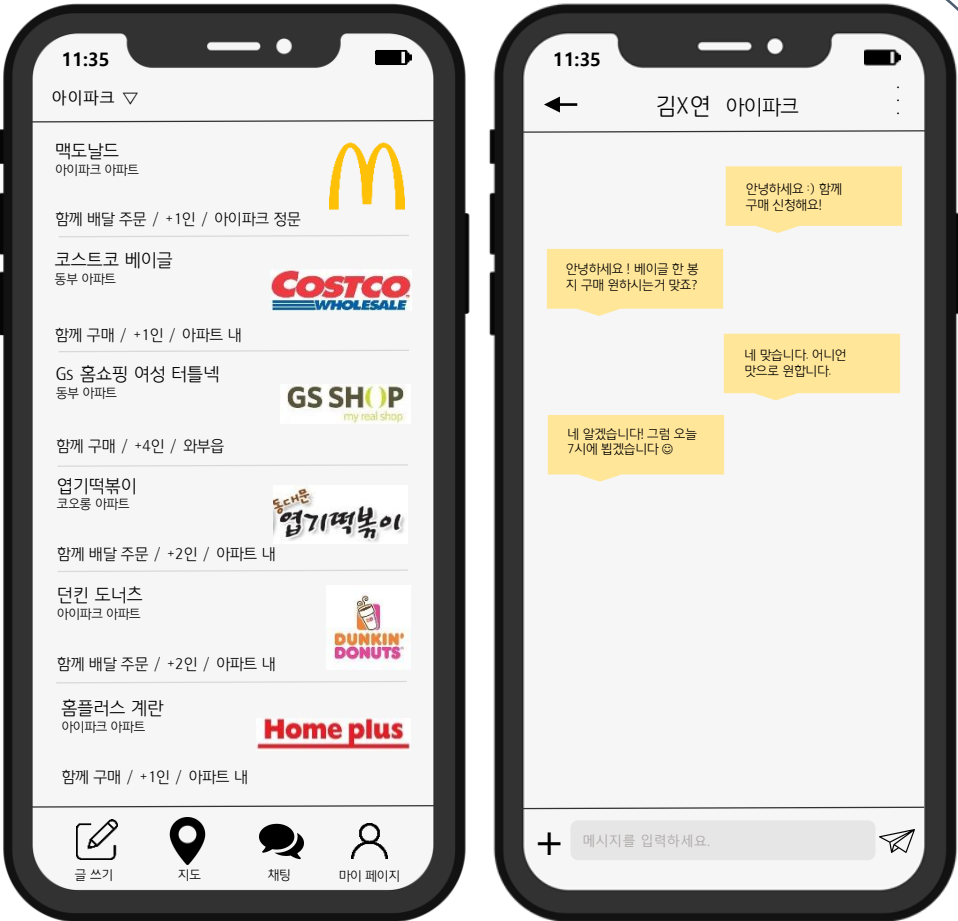 11:35
아이파크 ▽
맥도날드
아이파크 아파트
함께 배달 주문 / +1인 / 아이파크 정문
코스트코 베이글
동부 아파트
COSTCO
WHOLESALE
함께 구매 / +1인 / 아파트 내
Gs 홈쇼핑 여성 터틀넥
동부 아파트
GS SHOP
my real shop
함께 구매 / +4인 / 와부읍
엽기떡볶이
코오롱 아파트
동대문
엽기떡볶이
함께 배달 주문 / +2인 / 아파트 내
던킨 도너츠
아이파크 아파트
DUNKIN'
DONUTS
함께 배달 주문 / +2인 / 아파트 내
홈플러스 계란
아이파크 아파트
Home plus
함께 구매 / +1인 / 아파트 내
글 쓰기
지도
채팅
마이 페이지
11:35
김X연 아이파크
안녕하세요 :) 함께
구매 신청해요!
안녕하세요 ! 베이글 한 봉
지 구매 원하시는거 맞죠?
네 맞습니다. 어니언
맛으로 원합니다.
네 알겠습니다! 그럼 오늘
7시에 뵙겠습니다 ☺
메시지를 입력하세요.